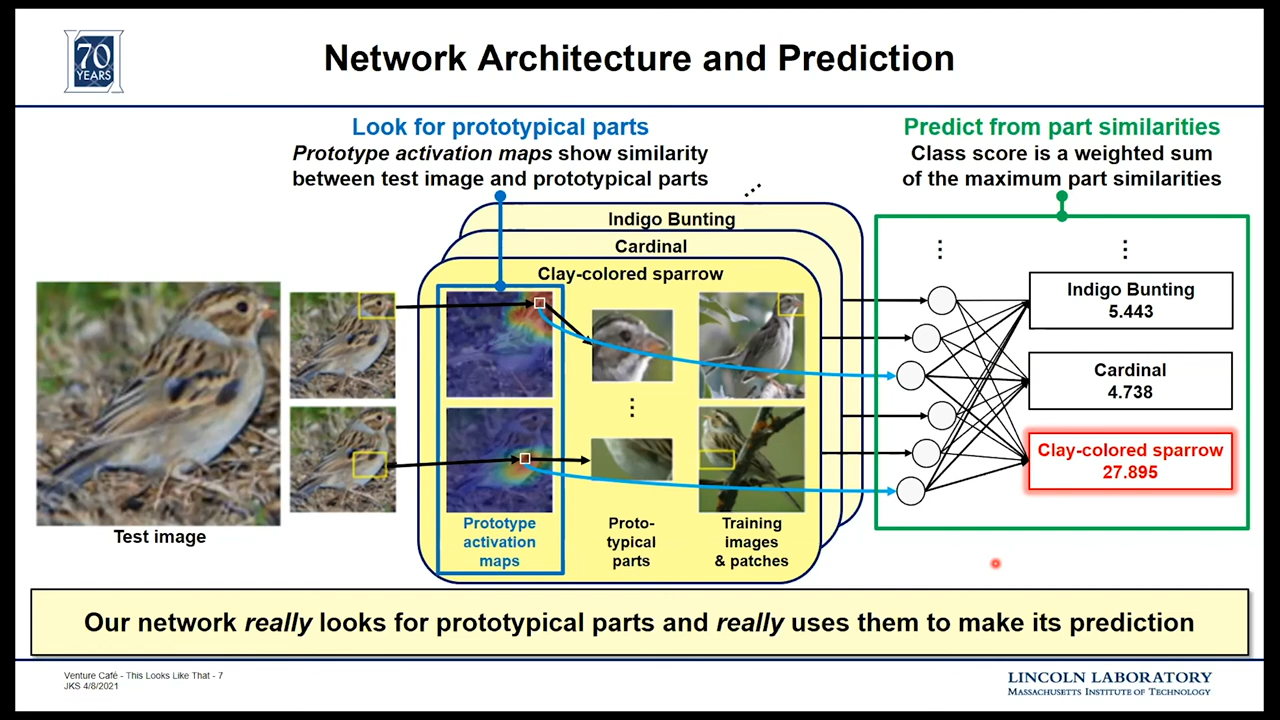 70
YEARS
Network Architecture and Prediction
Look for prototypical parts
Prototype activation maps show similarity
between test image and prototypical parts
Predict from part similarities
Class score is a weighted sum
of the maximum part similarities
Indigo Bunting
Cardinal
Clay-colored sparrow
Test image
Prototype
activation
maps
Proto-
typical
parts
Training
images
& patches
Indigo Bunting
5.443
Cardinal
4.738
Clay-colored sparrow
27.895
Our network really looks for prototypical parts and really uses them to make its prediction
Venture Café - This Looks Like That - 7
JKS 4/8/2021
LINCOLN LABORATORY
MASSACHUSETTS INSTITUTE OF TECHNOLOGY